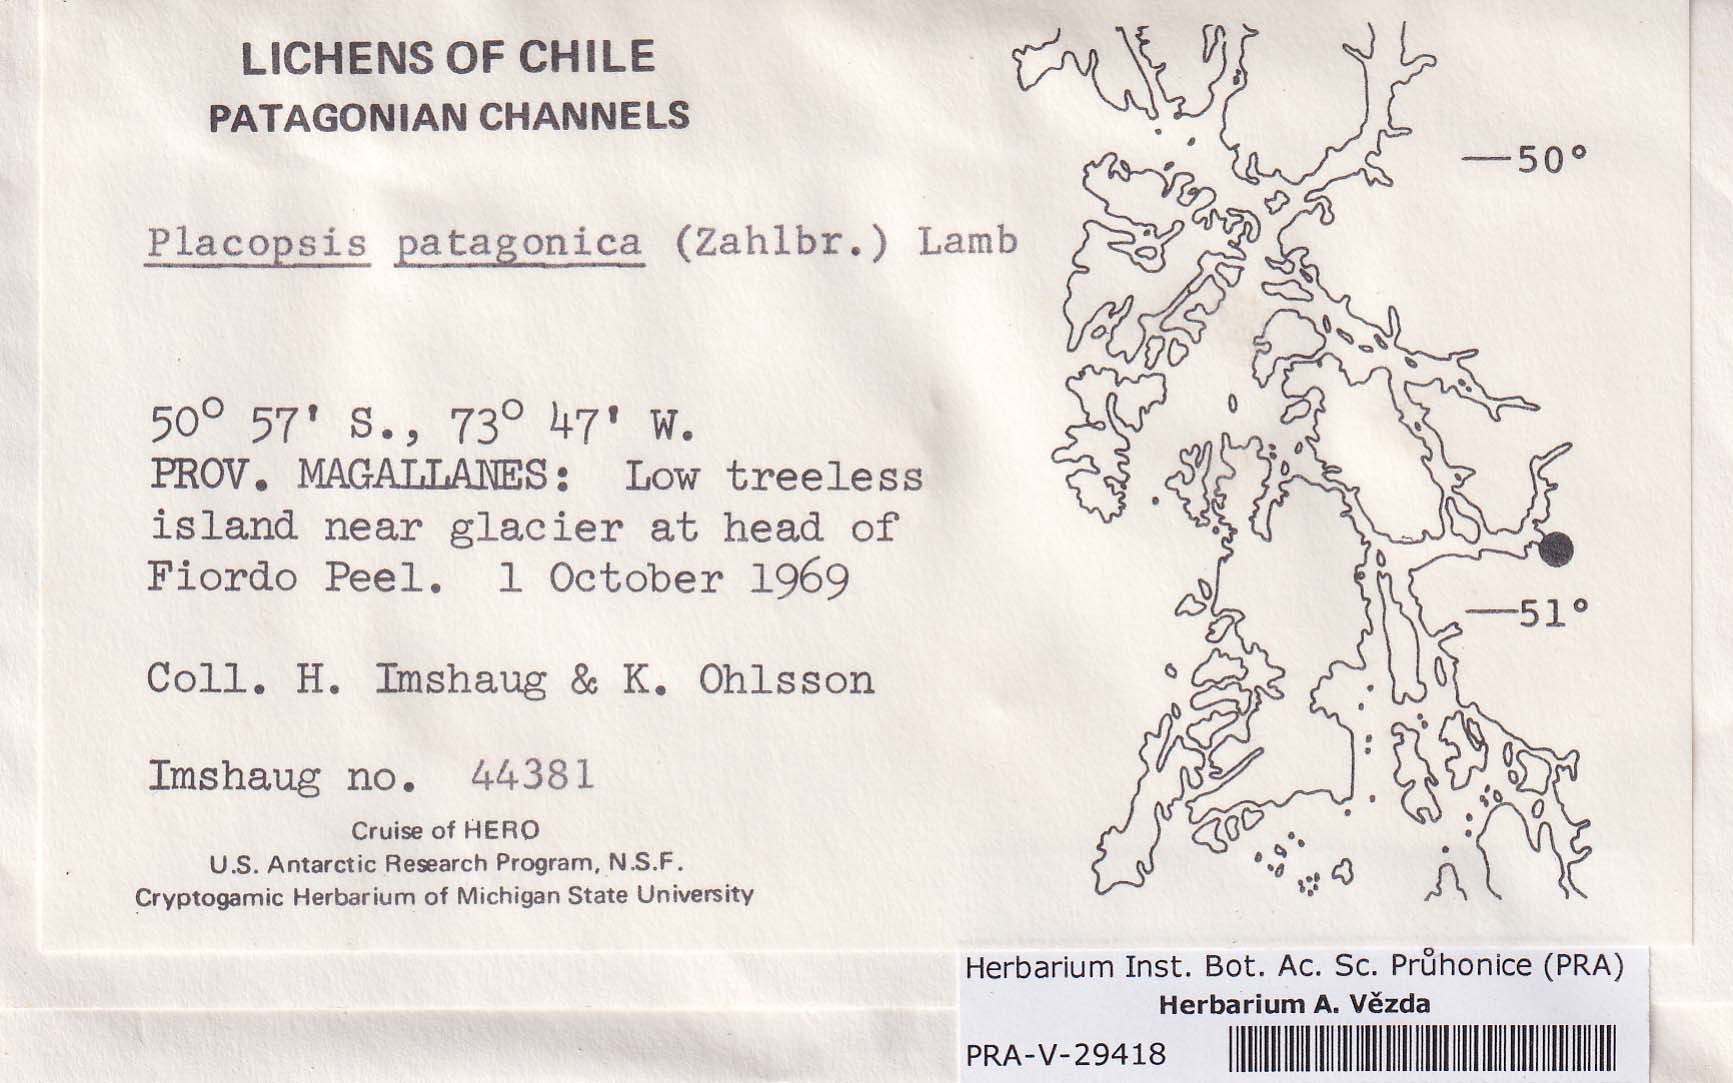 LICHENS OF CHILE
PATAGONIAN CHANNELS
Placopsis patagonica (Zahlbr.) Lamb
50° 57' S., 73° 47' W.
PROV. MAGALLANES: Low treeless
island near glacier at head of
Fiordo Peel. 1 October 1969
Coll. H. Imshaug & K. Ohlsson
Imshaug no. 44381
Cruise of HERO
U.S. Antarctic Research Program, N.S.F.
Cryptogamic Herbarium of Michigan State University
—50°
—51°
Herbarium Inst. Bot. Ac. Sc. Průhonice (PRA)
Herbarium A. Vězda
PRA-V-29418